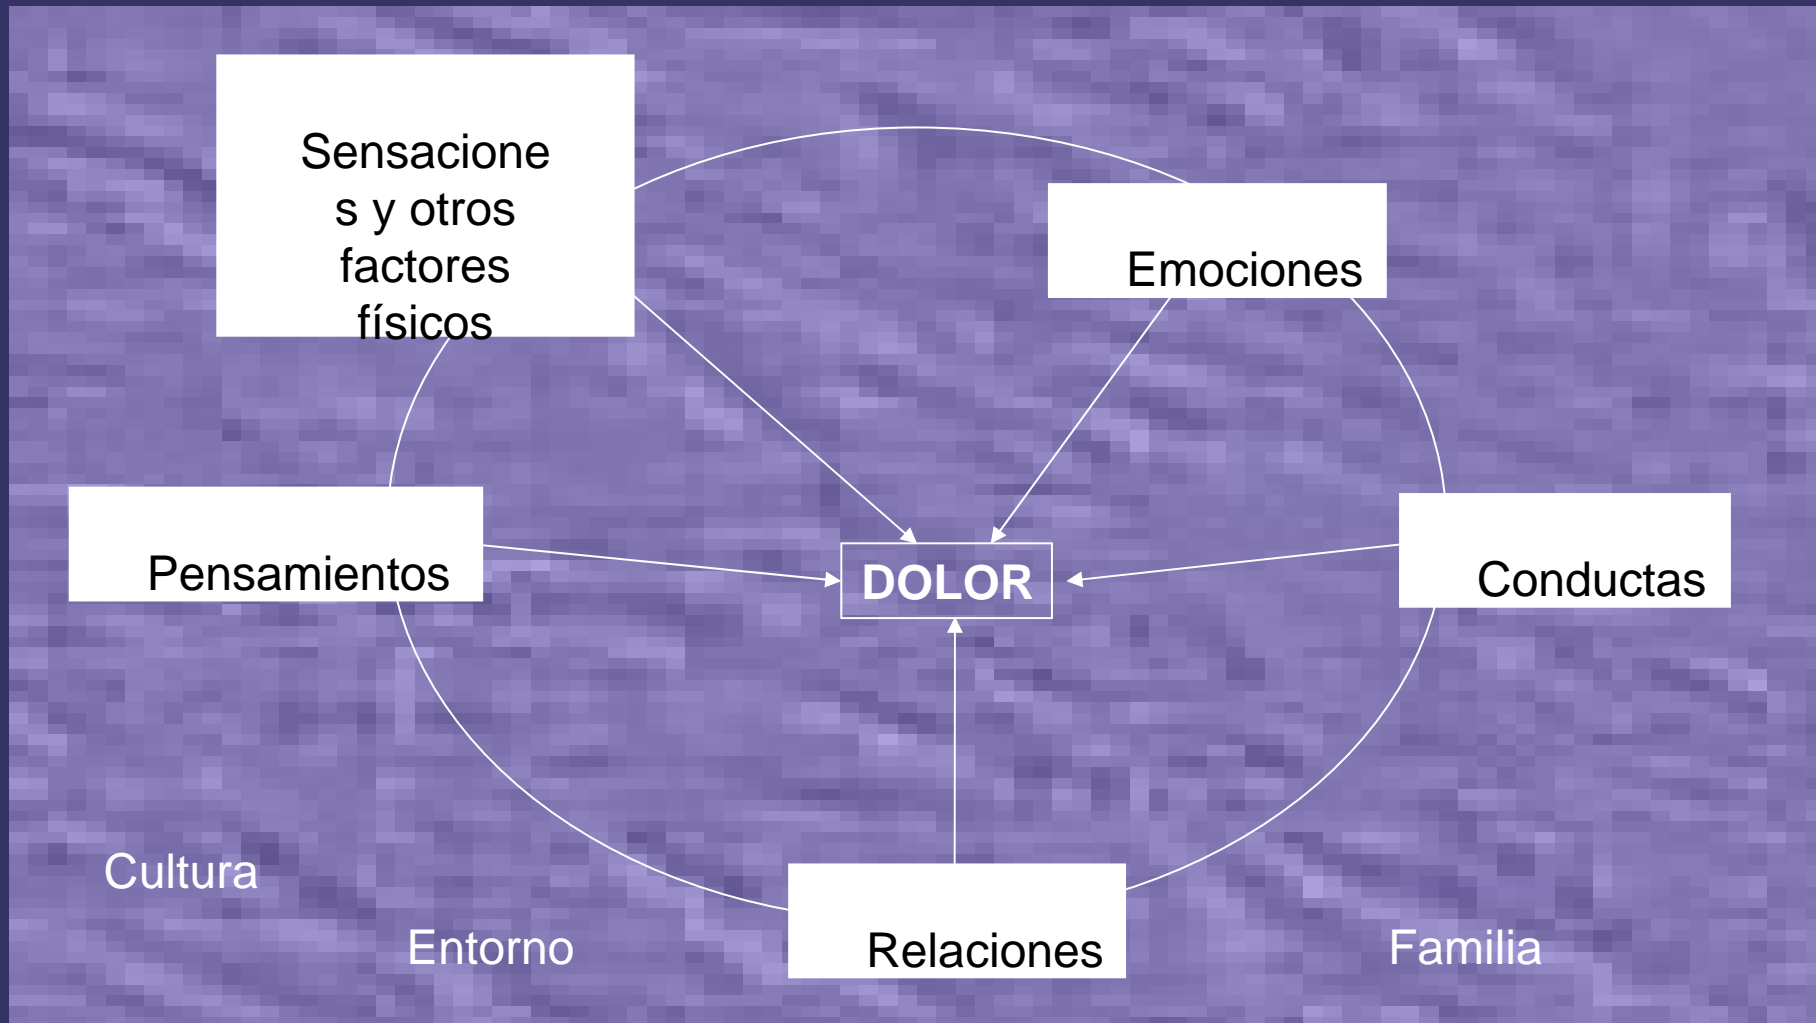 Sensacione
s y otros
factores
físicos
Emociones
Pensamientos
DOLOR
Conductas
Cultura
Entorno
Relaciones
Familia